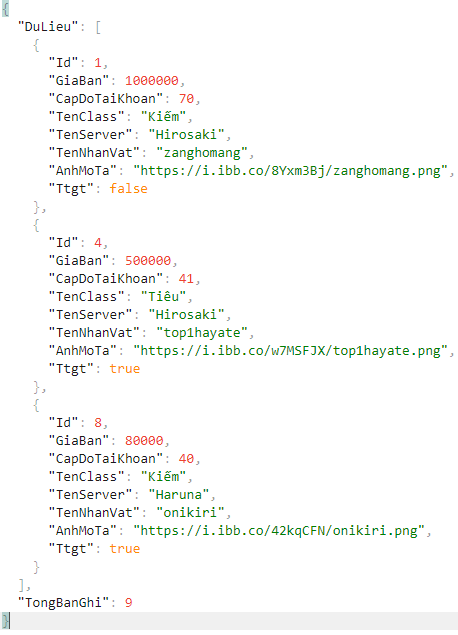 {
  "DuLieu": [
    {
      "Id": 1,
      "GiaBan": 1000000,
      "CapDoTaiKhoan": 70,
      "TenClass": "Kiếm",
      "TenServer": "Hirosaki",
      "TenNhanVat": "zanghomang",
      "AnhMoTa": "https://i.ibb.co/8Yxm3Bj/zanghomang.png",
      "Ttgt": false
    },
    {
      "Id": 4,
      "GiaBan": 500000,
      "CapDoTaiKhoan": 41,
      "TenClass": "Tiêu",
      "TenServer": "Hirosaki",
      "TenNhanVat": "top1hayate",
      "AnhMoTa": "https://i.ibb.co/w7MSFJX/top1hayate.png",
      "Ttgt": true
    },
    {
      "Id": 8,
      "GiaBan": 80000,
      "CapDoTaiKhoan": 40,
      "TenClass": "Kiếm",
      "TenServer": "Haruna",
      "TenNhanVat": "onikiri",
      "AnhMoTa": "https://i.ibb.co/42kqCFN/onikiri.png",
      "Ttgt": true
    }
  ],
  "TongBanGhi": 9
}